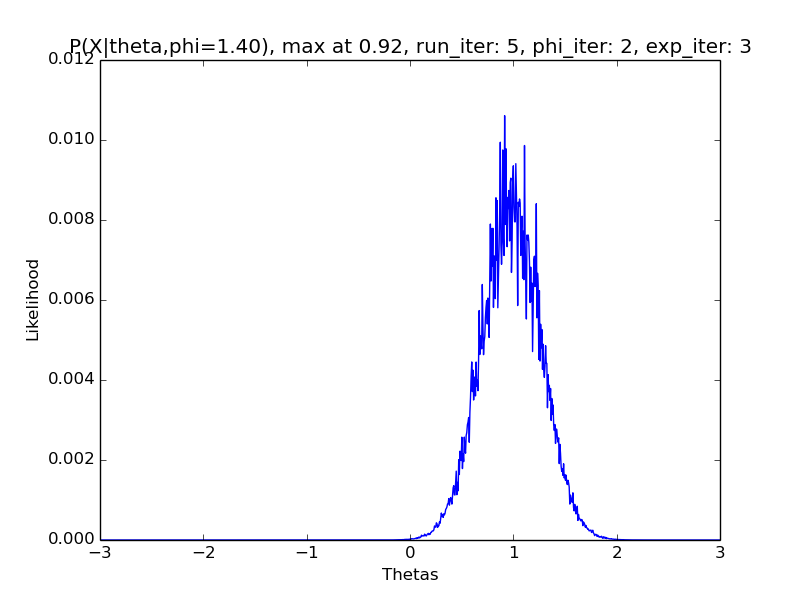 P(X|theta,phi=1.40), max at 0.92, run_iter: 5, phi_iter: 2, exp_iter: 3
0.012
0.010
0.008
0.006
0.004
0.002
0.000
Likelihood
−3 −2 −1 0 1 2 3
Thetas